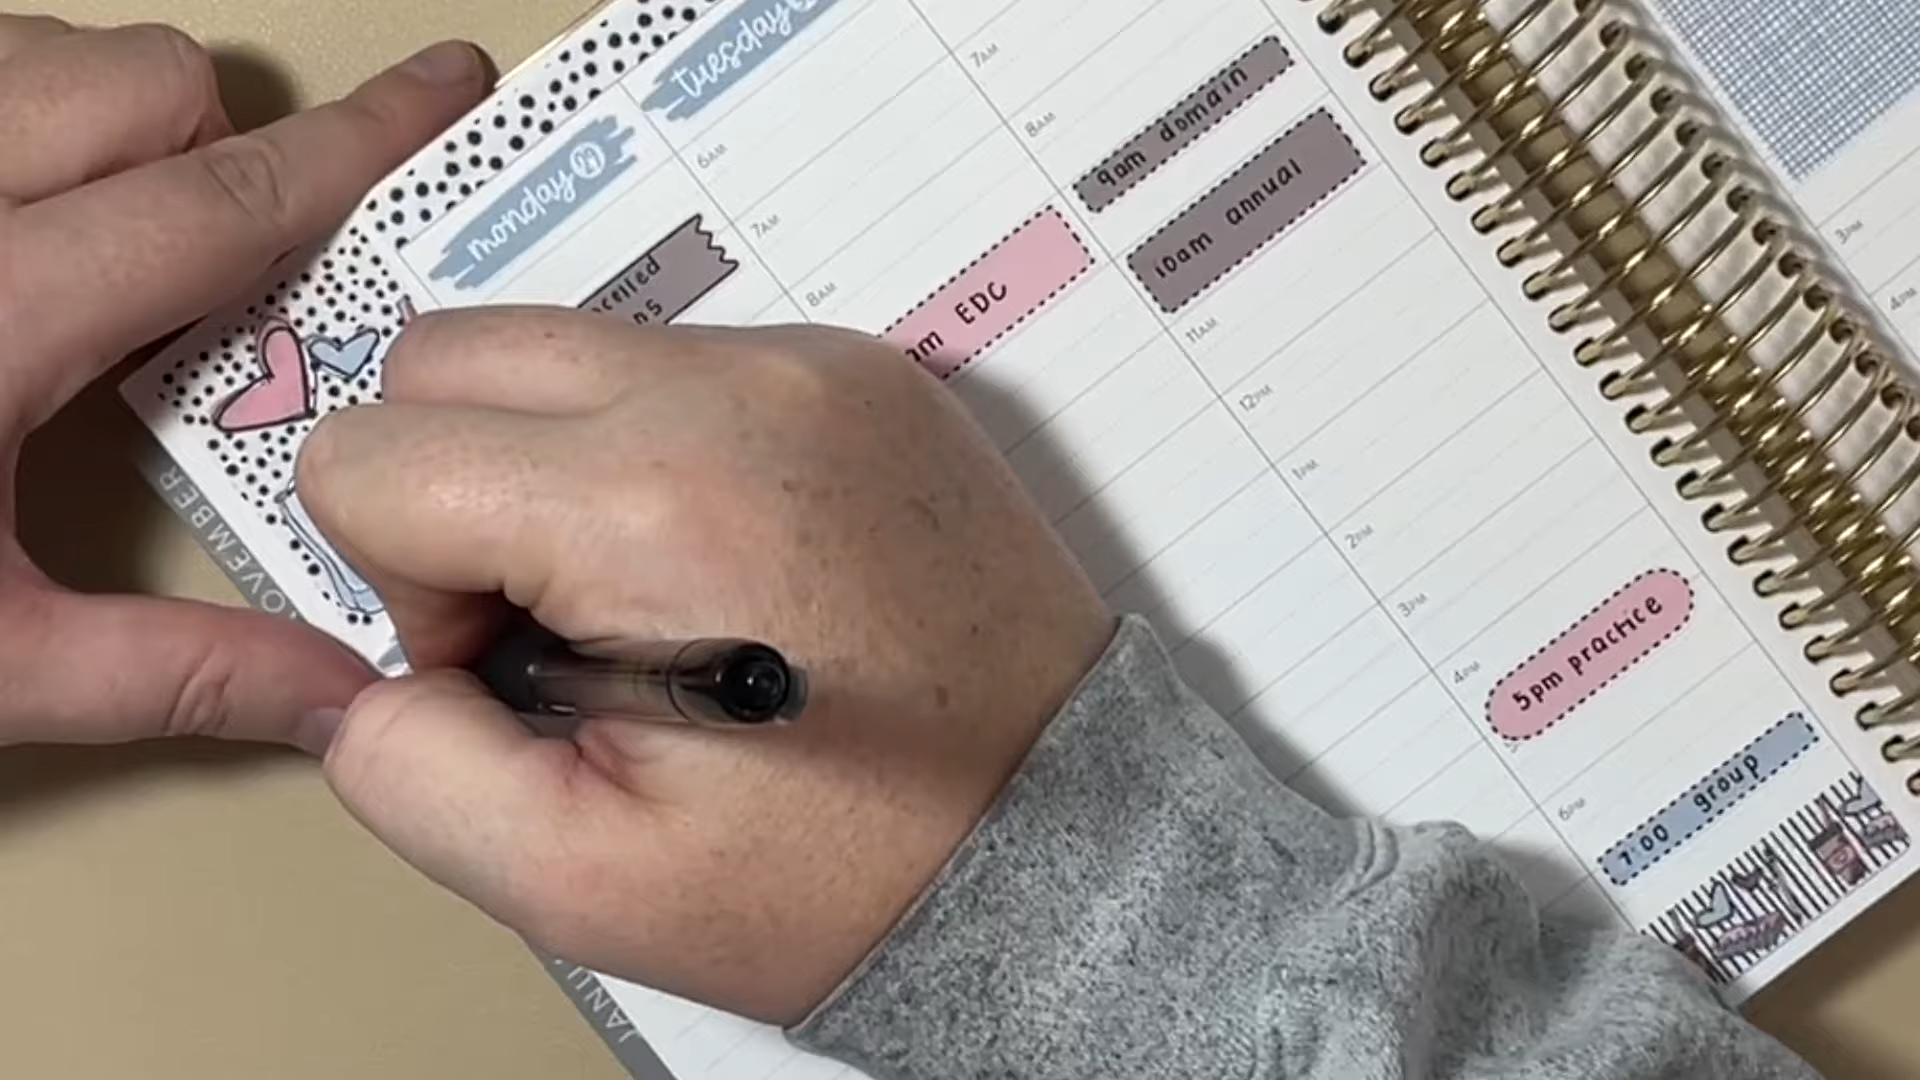 monday
tuesday
6AM
7AM
8AM
EDC
7AM
8AM
9am domain
10am annual
11AM
12PM
1PM
2PM
3PM
4PM
5pm practice
6PM
7:00 group
3PM
4PM